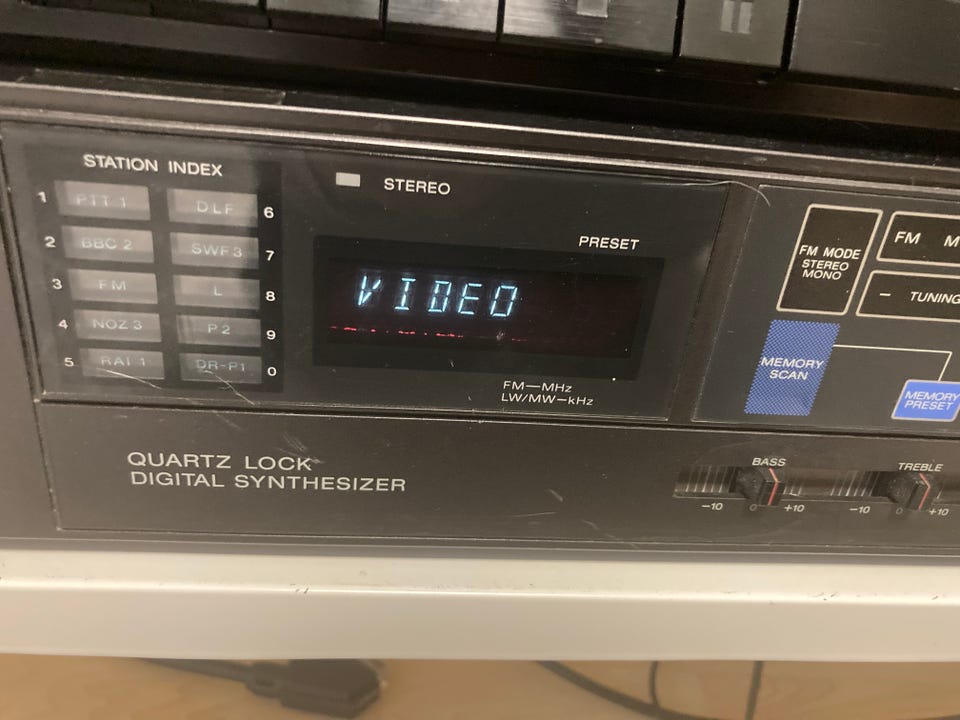 STATION INDEX
1 PTT 1 DLF 6
2 BBC 2 SWF 3 7
3 FM L 8
4 NOZ 3 P2 9
5 RAI 1 DR-P1 0
STEREO
PRESET
VIDEO
FM—MHz
LW/MW—kHz
FM MODE
STEREO
MONO
FM M
− TUNING
MEMORY
SCAN
MEMORY
PRESET
QUARTZ LOCK
DIGITAL SYNTHESIZER
BASS
−10 0 +10
TREBLE
−10 0 +10